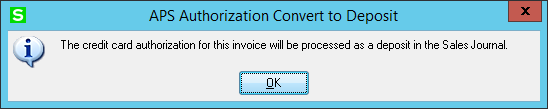 S
APS Authorization Convert to Deposit
x
The credit card authorization for this invoice will be processed as a deposit in the Sales Journal.
OK